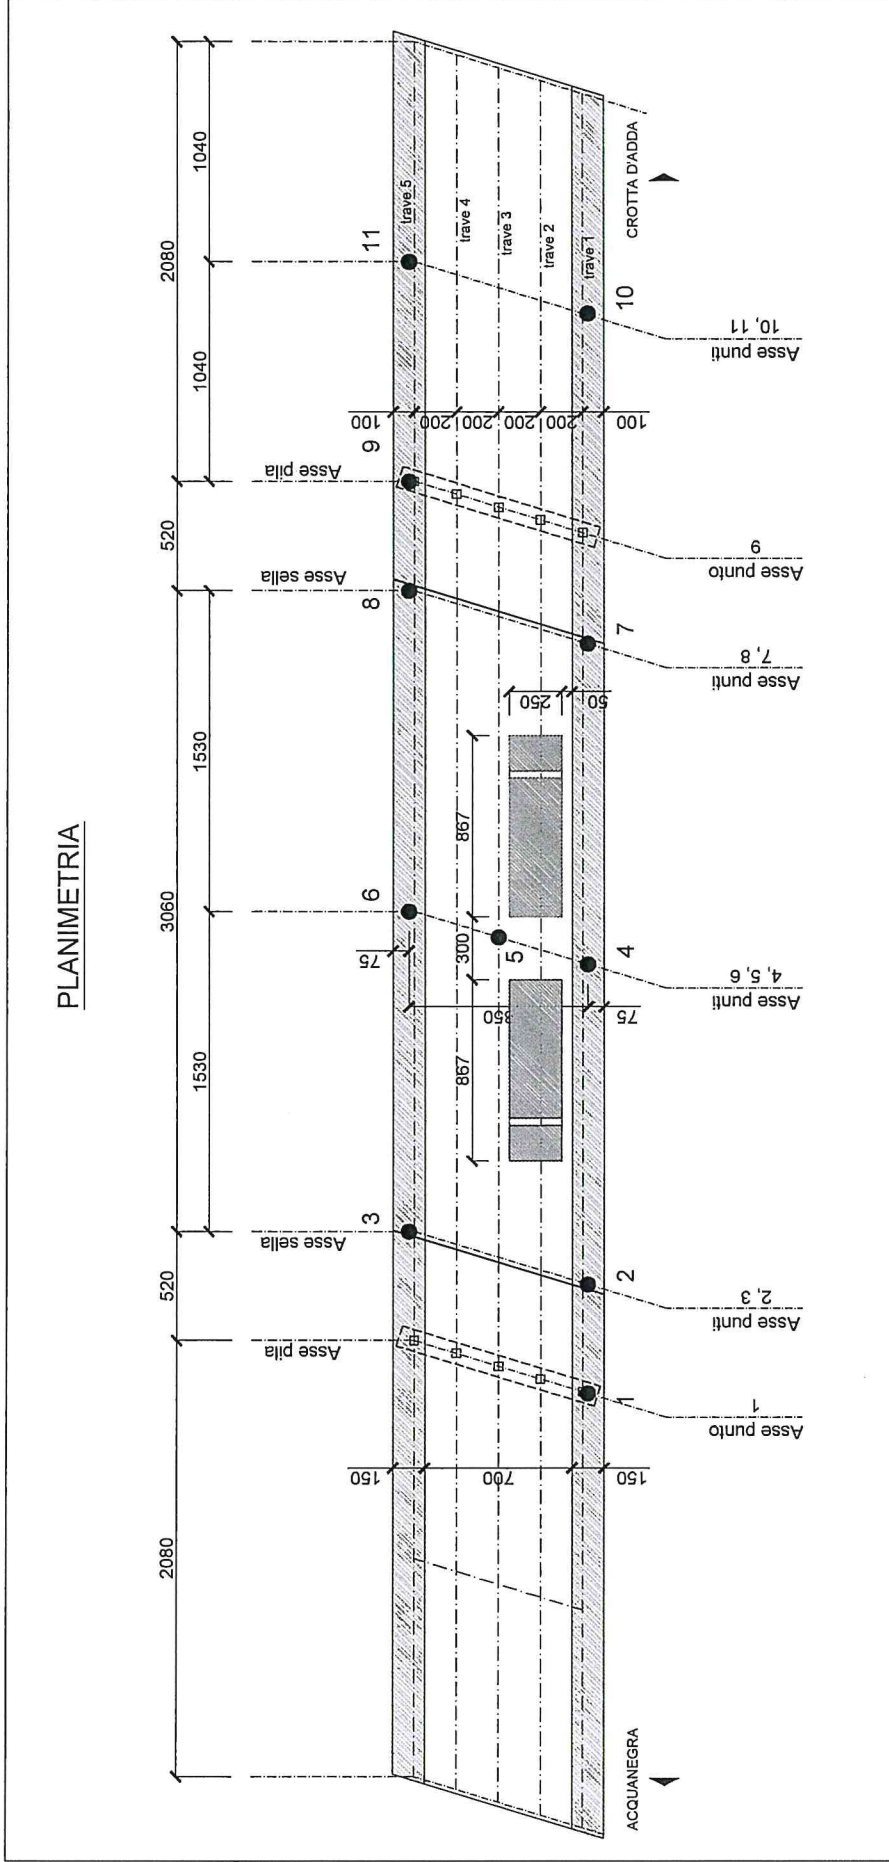 PLANIMETRIA
2080
520
3060
520
2080
1530
1530
1040
1040
Asse pila
Asse sella
Asse sella
Asse pila
3
6
8
9
11
75
150
700
150
867
300
867
850
75
250
50
100
200
200
200
200
100
trave 5
trave 4
trave 3
trave 2
trave 1
5
1
2
4
7
10
Asse punto
1
Asse punti
2, 3
Asse punti
4, 5, 6
Asse punti
7, 8
Asse punto
9
Asse punti
10, 11
ACQUANEGRA
CROTTA D'ADDA